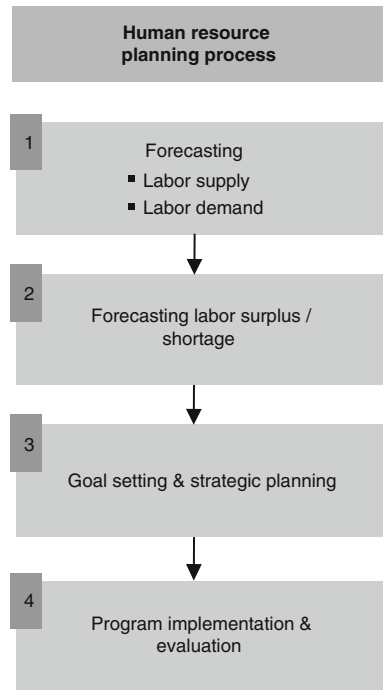 Human resource
planning process
1
Forecasting
▪ Labor supply
▪ Labor demand
2
Forecasting labor surplus /
shortage
3
Goal setting & strategic planning
4
Program implementation &
evaluation